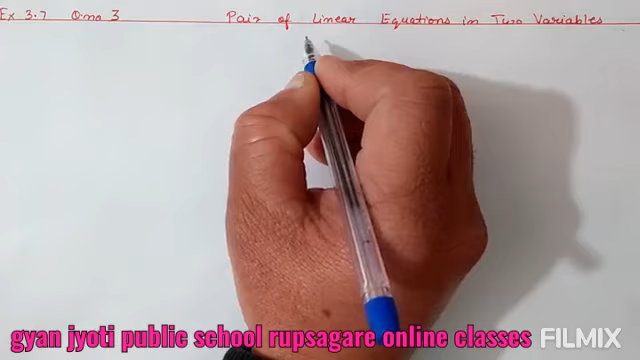 Ex 3.7 Q.no 3 Pair of Linear Equations in Two Variables
gyan jyoti public school rupsagare online classes FILMIX